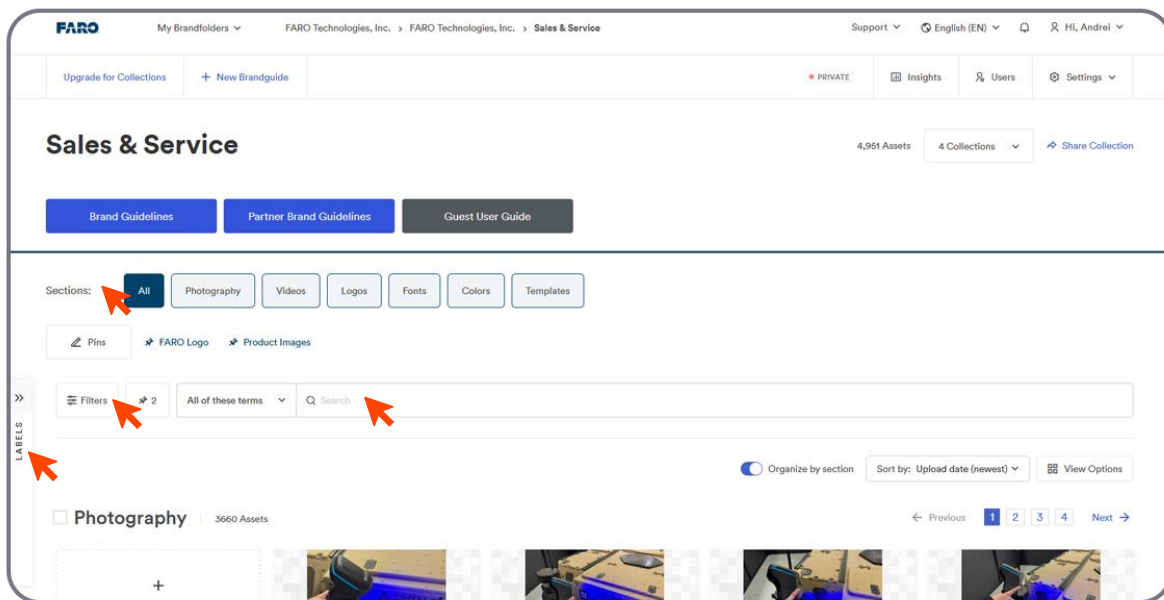 FARO My Brandfolders FARO Technologies, Inc. > FARO Technologies, Inc. > Sales & Service Support English (EN) Hi, Andrei
Upgrade for Collections + New Brandguide PRIVATE Insights Users Settings
Sales & Service 4,951 Assets 4 Collections Share Collection
Brand Guidelines Partner Brand Guidelines Guest User Guide
Sections: All Photography Videos Logos Fonts Colors Templates
Pins FARO Logo Product Images
Filters 2 All of these terms Search
LABELS
Organize by section Sort by: Upload date (newest) View Options
Photography 3660 Assets ← Previous 1 2 3 4 Next →
+